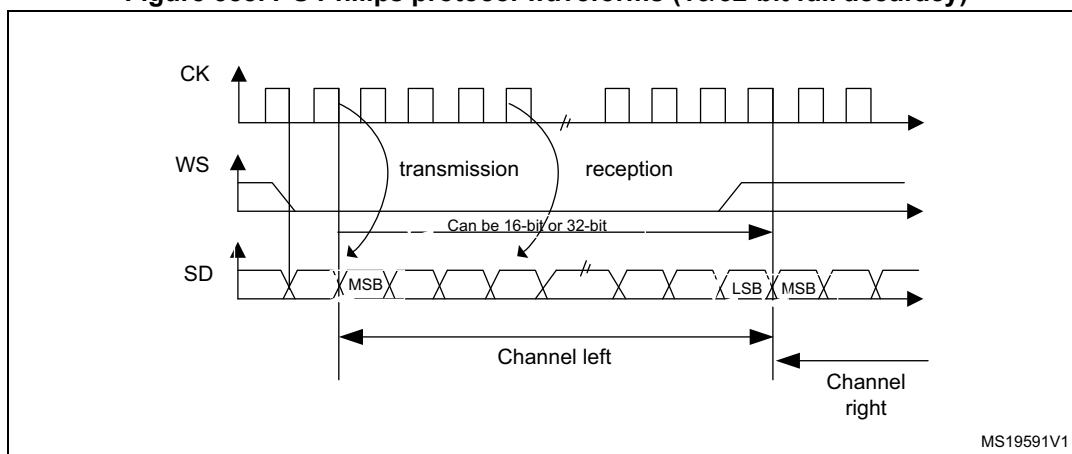 CK
WS
transmission
reception
Can be 16-bit or 32-bit
SD
MSB
LSB
MSB
Channel left
Channel
right
MS19591V1